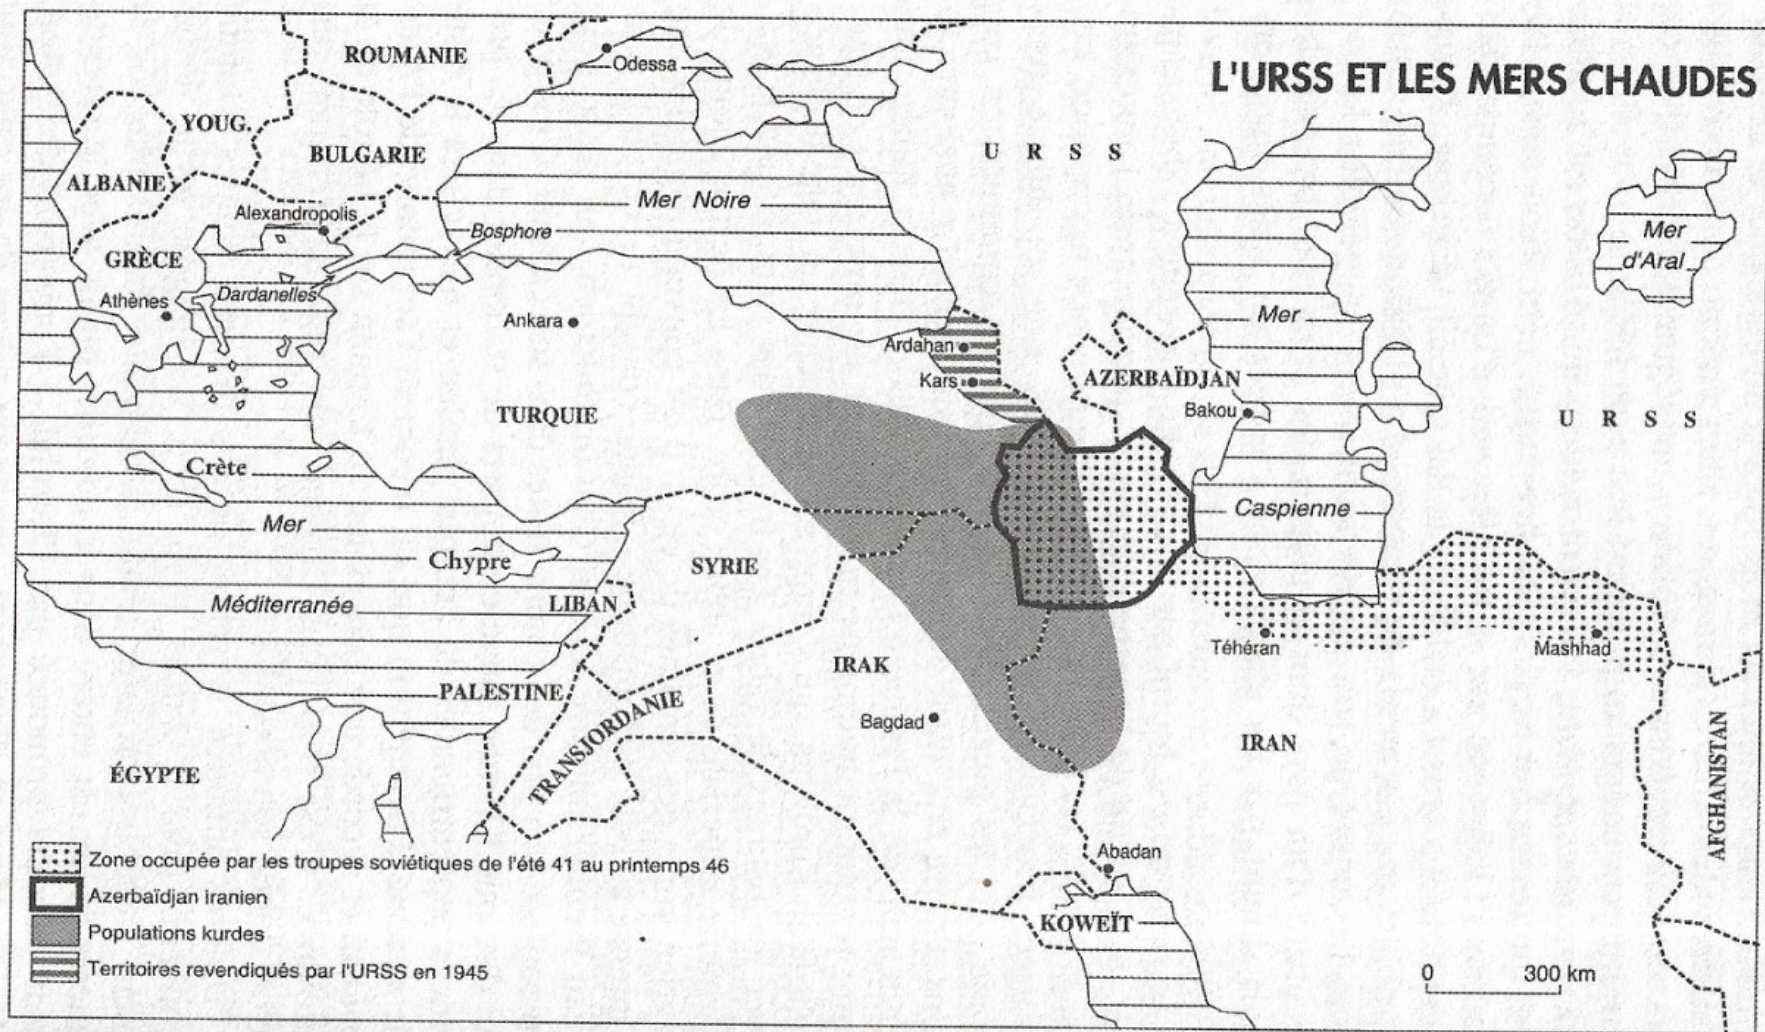 L'URSS ET LES MERS CHAUDES
ROUMANIE
Odessa
YOUG.
BULGARIE
U R S S
ALBANIE
Mer Noire
Alexandropolis
Bosphore
Mer
d'Aral
GRÈCE
Dardanelles
Athènes
Ankara
Mer
Ardahan
Kars
AZERBAÏDJAN
Bakou
TURQUIE
U R S S
Crète
Caspienne
Mer
Chypre
SYRIE
Méditerranée
LIBAN
Téhéran
Mashhad
IRAK
PALESTINE
TRANSJORDANIE
Bagdad
IRAN
ÉGYPTE
AFGHANISTAN
Abadan
KOWEÏT
Zone occupée par les troupes soviétiques de l'été 41 au printemps 46
Azerbaïdjan iranien
Populations kurdes
Territoires revendiqués par l'URSS en 1945
0 300 km